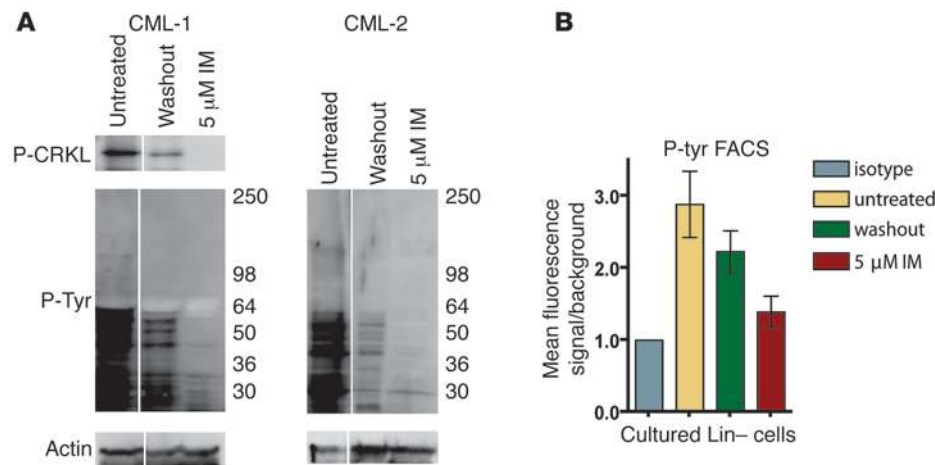 A
CML-1
Untreated
Washout
5 µM IM
P-CRKL
P-Tyr
250
98
64
50
36
30
Actin
CML-2
Untreated
Washout
5 µM IM
250
98
64
50
36
30
B
P-tyr FACS
Mean fluorescence
signal/background
3.0
2.0
1.0
0.0
Cultured Lin– cells
isotype
untreated
washout
5 µM IM